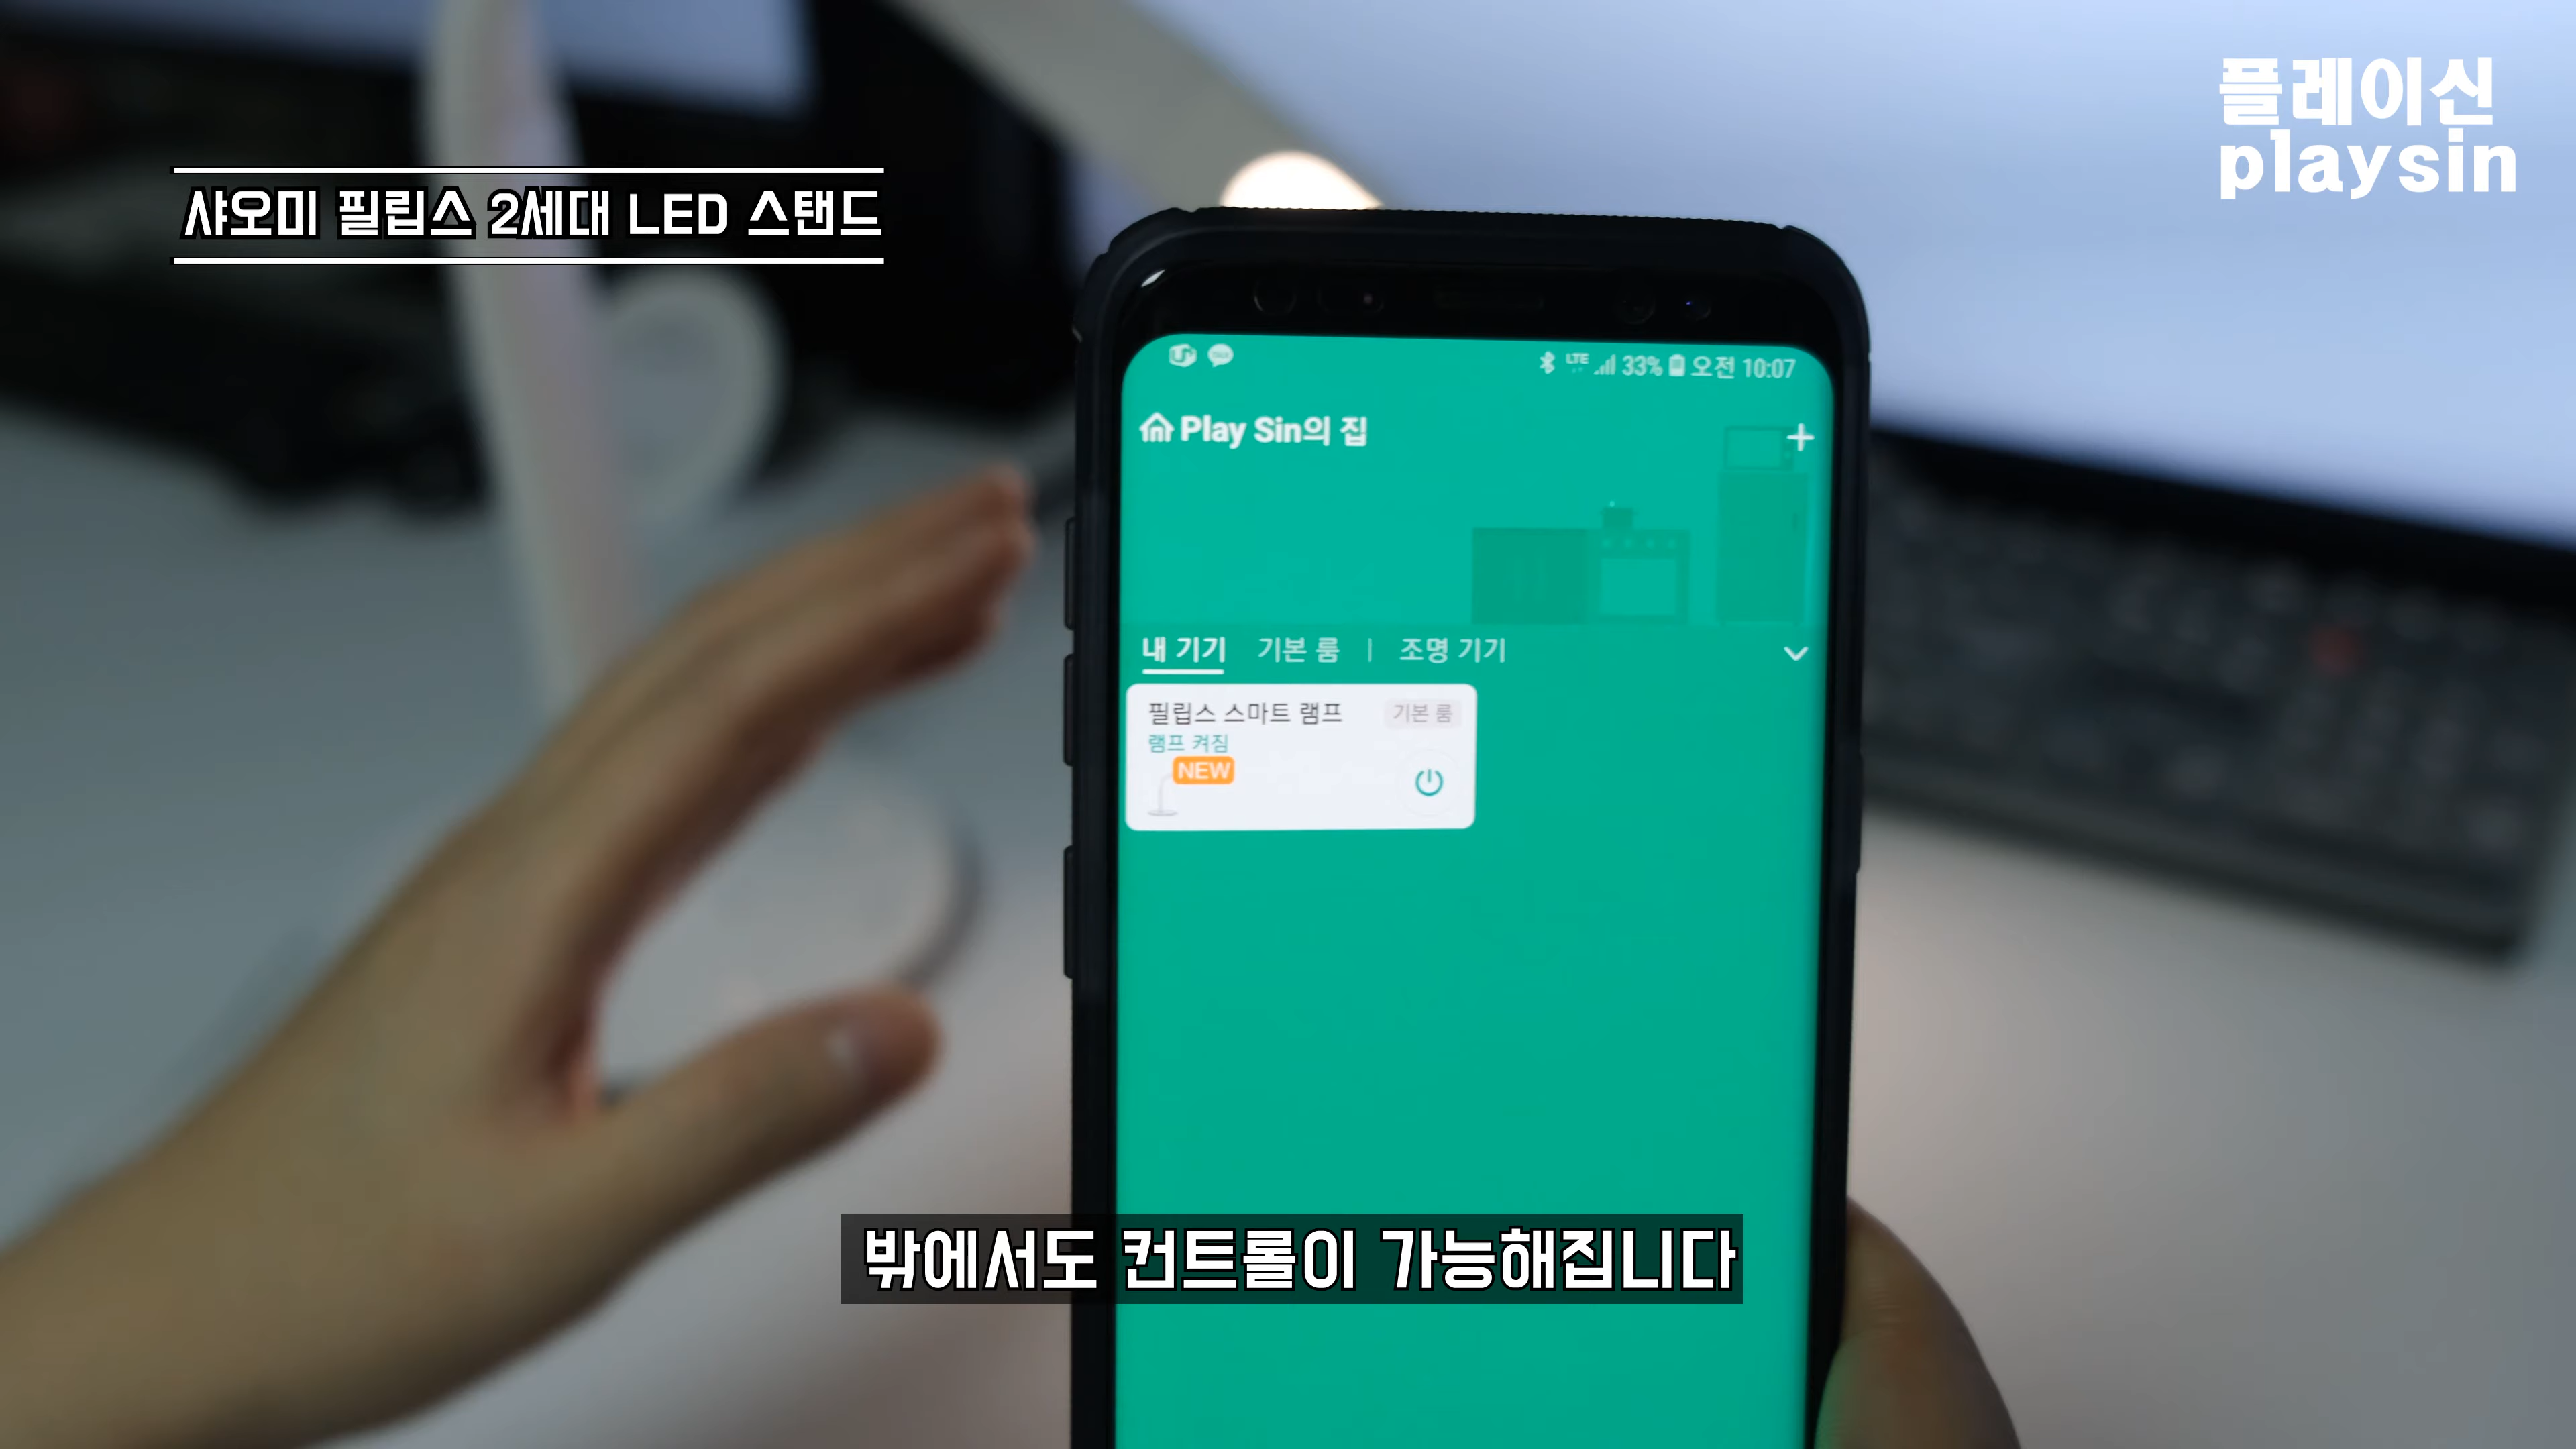 플레이신
playsin
샤오미 필립스 2세대 LED 스탠드
LTE 33% 오전 10:07
Play Sin의 집
내 기기 기본 룸 | 조명 기기
필립스 스마트 램프 기본 룸
램프 켜짐
NEW
밖에서도 컨트롤이 가능해집니다